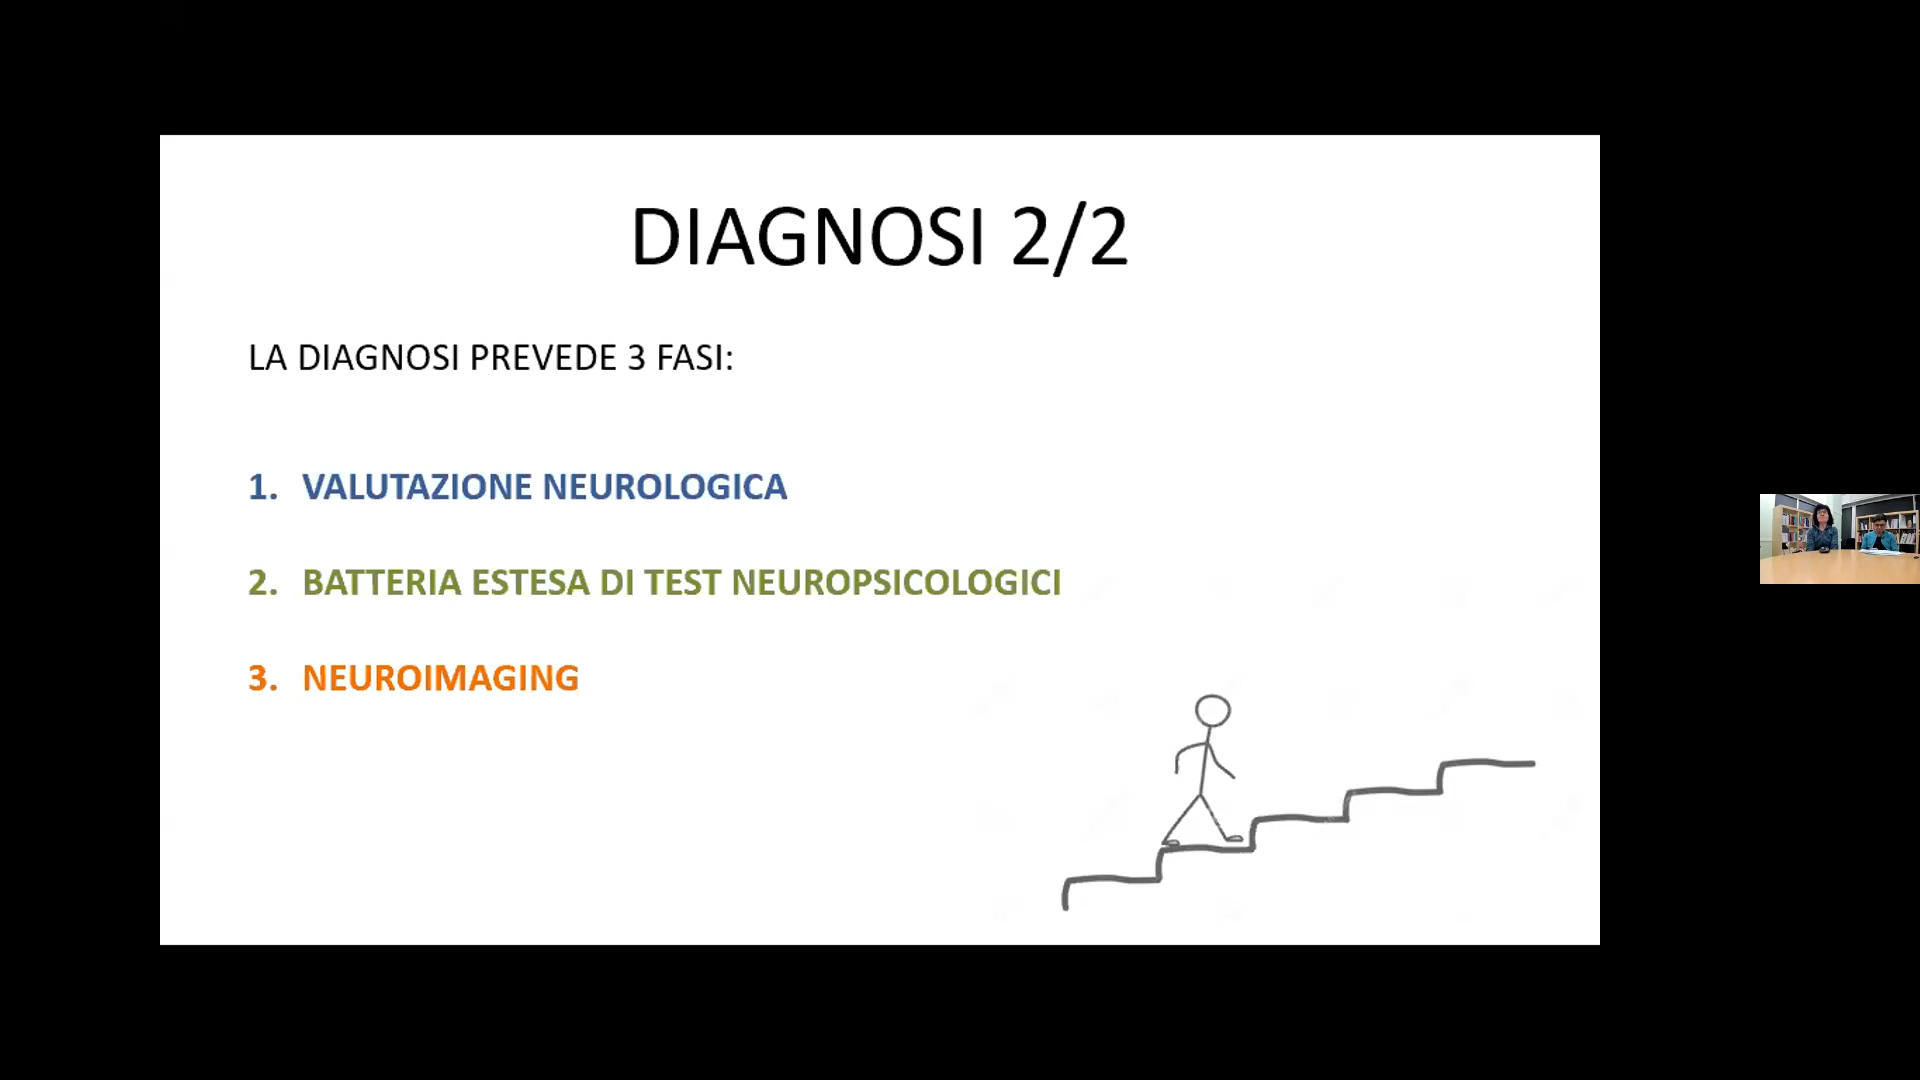 DIAGNOSI 2/2
LA DIAGNOSI PREVEDE 3 FASI:
1. VALUTAZIONE NEUROLOGICA
2. BATTERIA ESTESA DI TEST NEUROPSICOLOGICI
3. NEUROIMAGING